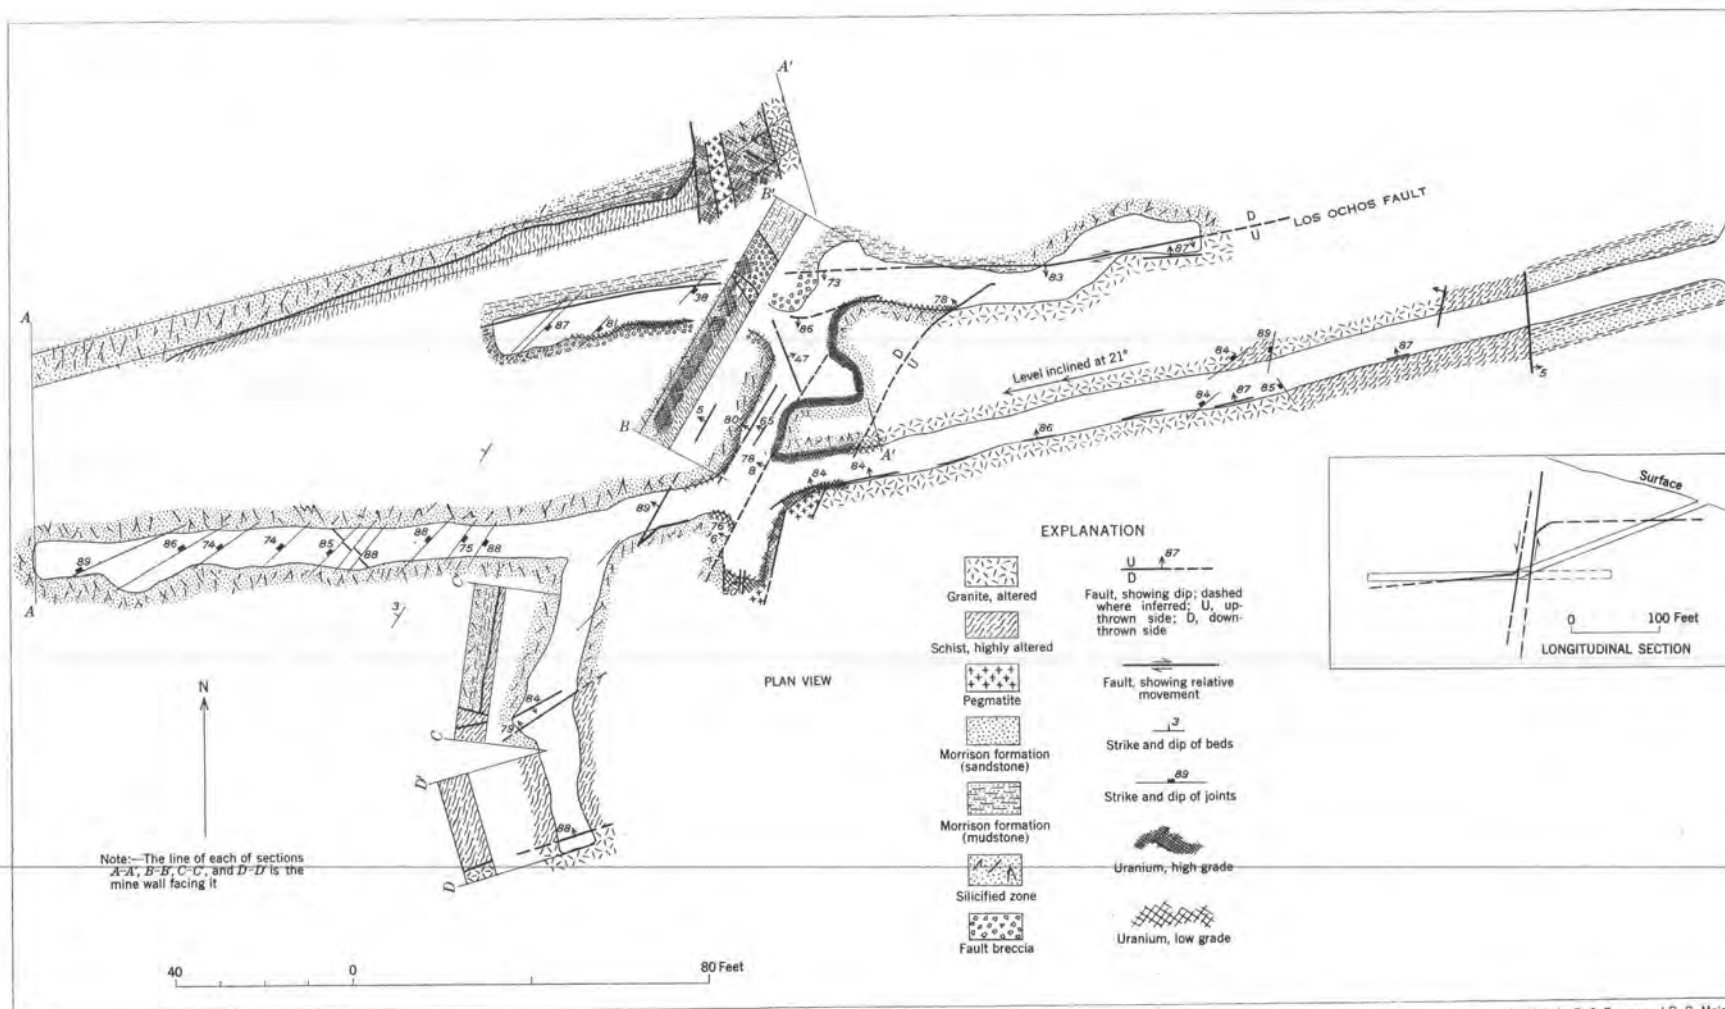 A'
B'
D
U
LOS OCHOS FAULT
87
83
73
38
78
86
87
81
A
47
D
U
89
84
87
Level inclined at 21°
5
84
87
85
5
80
65
86
B
A'
78
8
84
84
Surface
89
76
6
88
88
86
74
74
85
88
75
88
89
C'
A
3
EXPLANATION
Granite, altered
Schist, highly altered
Pegmatite
Morrison formation
(sandstone)
Morrison formation
(mudstone)
Silicified zone
Fault breccia
U
D
87
Fault, showing dip; dashed
where inferred; U, up-
thrown side; D, down-
thrown side
Fault, showing relative
movement
3
Strike and dip of beds
89
Strike and dip of joints
Uranium, high grade
Uranium, low grade
0 100 Feet
LONGITUDINAL SECTION
PLAN VIEW
N
84
79
C
D'
88
D
Note:—The line of each of sections
A-A', B-B', C-C', and D-D' is the
mine wall facing it
40 0 80 Feet